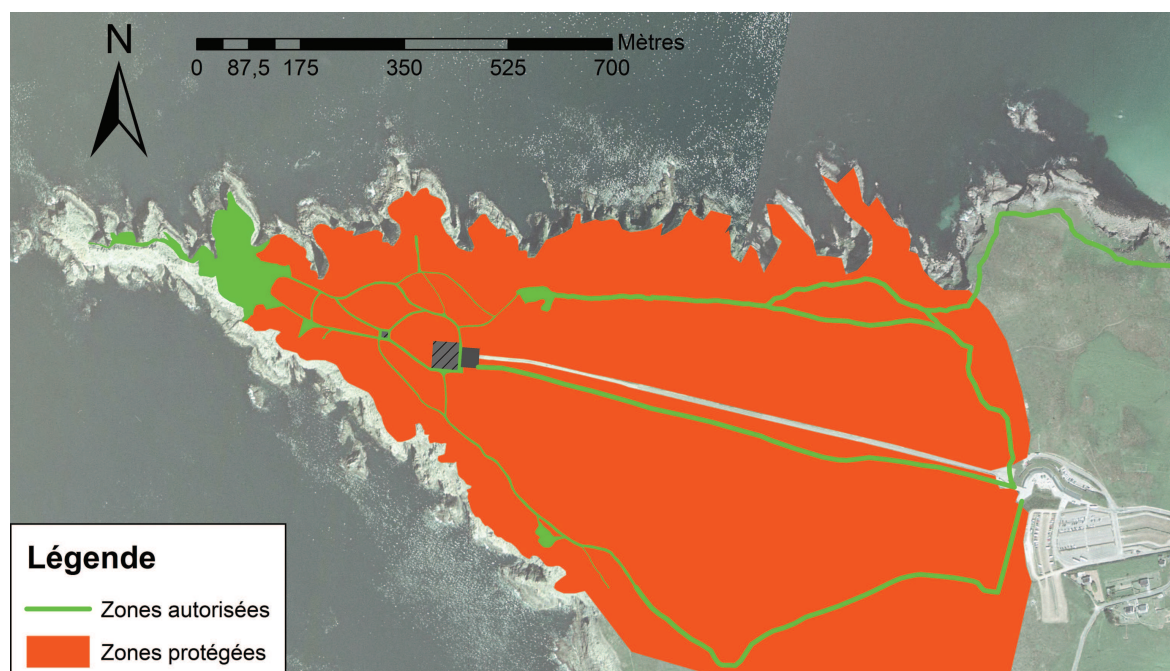 N
Mètres
0 87,5 175 350 525 700
Légende
Zones autorisées
Zones protégées